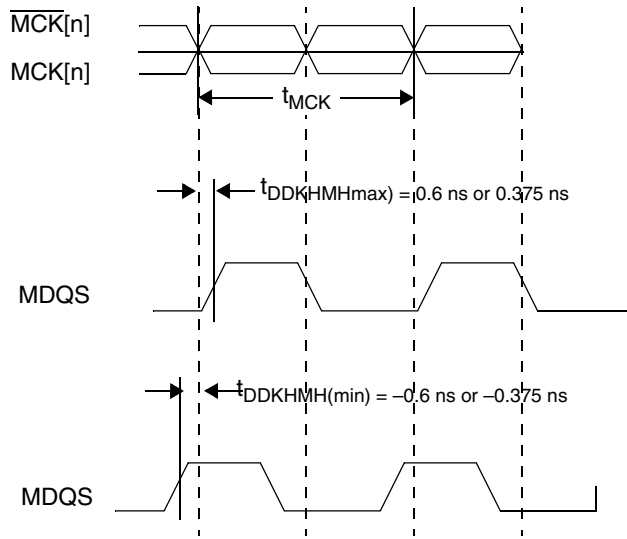 MCK[n]
MCK[n]
tMCK
tDDKHMHmax) = 0.6 ns or 0.375 ns
MDQS
tDDKHMH(min) = –0.6 ns or –0.375 ns
MDQS